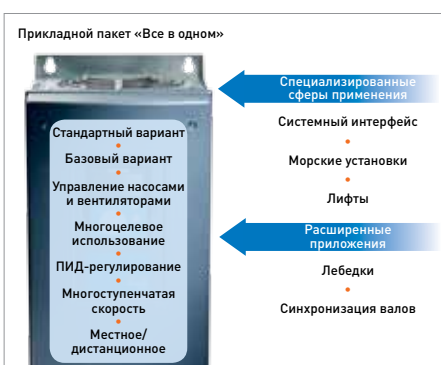 Прикладной пакет «Все в одном»
Стандартный вариант
Базовый вариант
Управление насосами
и вентиляторами
Многоцелевое
использование
ПИД-регулирование
Многоступенчатая
скорость
Местное/
дистанционное
Специализированные
сферы применения
Системный интерфейс
Морские установки
Лифты
Расширенные
приложения
Лебедки
Синхронизация валов